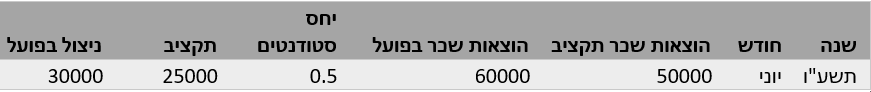 שנה חודש הוצאות שכר תקציב הוצאות שכר בפועל יחס סטודנטים תקציב ניצול בפועל
תשע"ו יוני 50000 60000 0.5 25000 30000